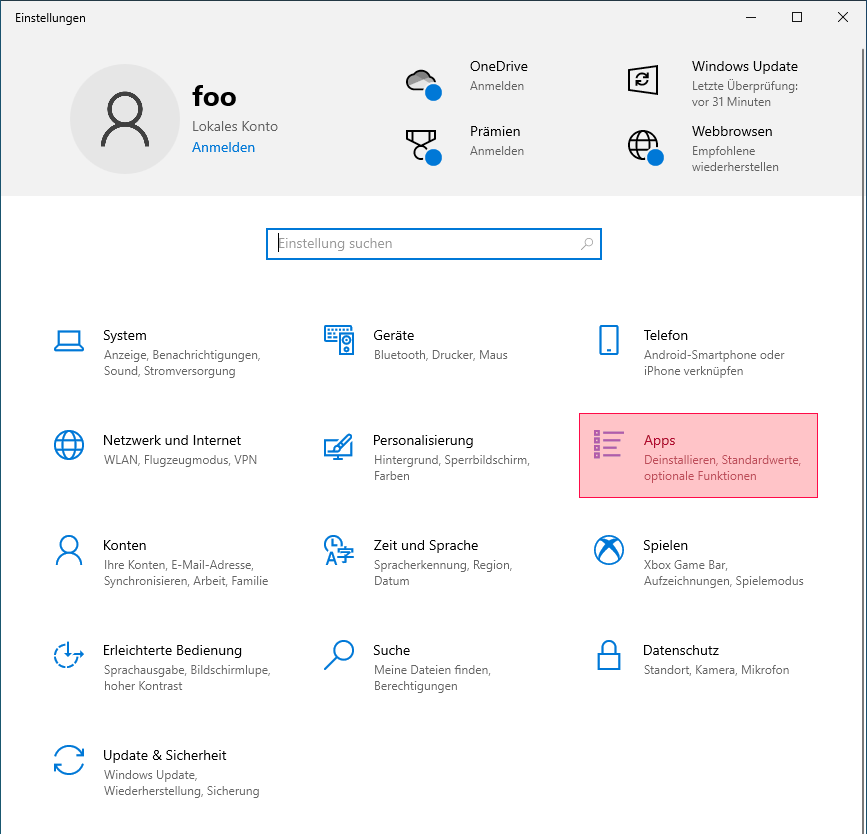 Einstellungen
foo
Lokales Konto
Anmelden
OneDrive
Anmelden
Windows Update
Letzte Überprüfung:
vor 31 Minuten
Prämien
Anmelden
Webbrowser
Empfohlene
wiederherstellen
Einstellung suchen
System
Anzeige, Benachrichtigungen,
Sound, Stromversorgung
Geräte
Bluetooth, Drucker, Maus
Telefon
Android-Smartphone oder
iPhone verknüpfen
Netzwerk und Internet
WLAN, Flugzeugmodus, VPN
Personalisierung
Hintergrund, Sperrbildschirm,
Farben
Apps
Deinstallieren, Standardwerte,
optionale Funktionen
Konten
Ihre Konten, E-Mail-Adresse,
Synchronisieren, Arbeit, Familie
Zeit und Sprache
Spracherkennung, Region,
Datum
Spielen
Xbox Game Bar,
Aufzeichnungen, Spielemodus
Erleichterte Bedienung
Sprachausgabe, Bildschirmlupe,
hoher Kontrast
Suche
Meine Dateien finden,
Berechtigungen
Datenschutz
Standort, Kamera, Mikrofon
Update & Sicherheit
Windows Update,
Wiederherstellung, Sicherung